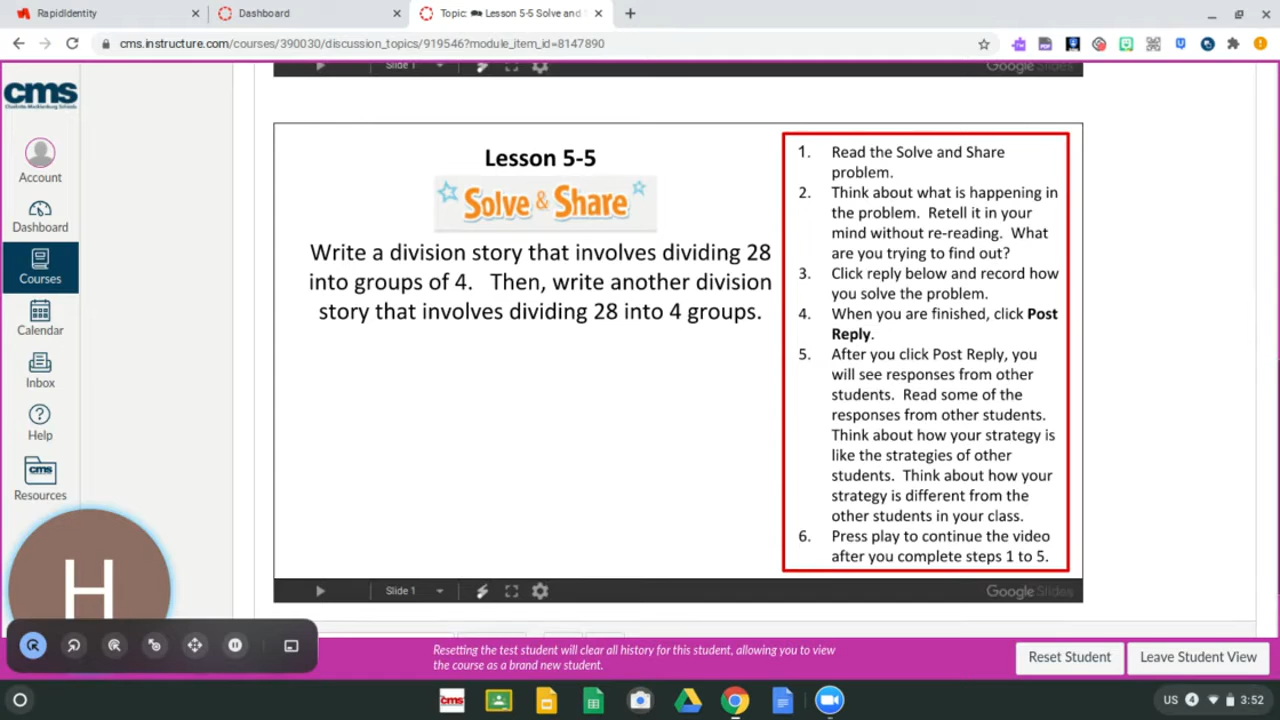 RapidIdentity
Dashboard
Topic: Lesson 5-5 Solve and
cms.instructure.com/courses/390030/discussion_topics/919546?module_item_id=8147890
cms
Charlotte-Mecklenburg Schools
Account
Dashboard
Courses
Calendar
Inbox
Help
cms
Resources
H
Slide 1
Google Slides
Lesson 5-5
Solve & Share
Write a division story that involves dividing 28
into groups of 4. Then, write another division
story that involves dividing 28 into 4 groups.
1. Read the Solve and Share
problem.
2. Think about what is happening in
the problem. Retell it in your
mind without re-reading. What
are you trying to find out?
3. Click reply below and record how
you solve the problem.
4. When you are finished, click Post
Reply.
5. After you click Post Reply, you
will see responses from other
students. Read some of the
responses from other students.
Think about how your strategy is
like the strategies of other
students. Think about how your
strategy is different from the
other students in your class.
6. Press play to continue the video
after you complete steps 1 to 5.
Slide 1
Google Slides
Resetting the test student will clear all history for this student, allowing you to view
the course as a brand new student.
Reset Student
Leave Student View
cms
US 4 3:52